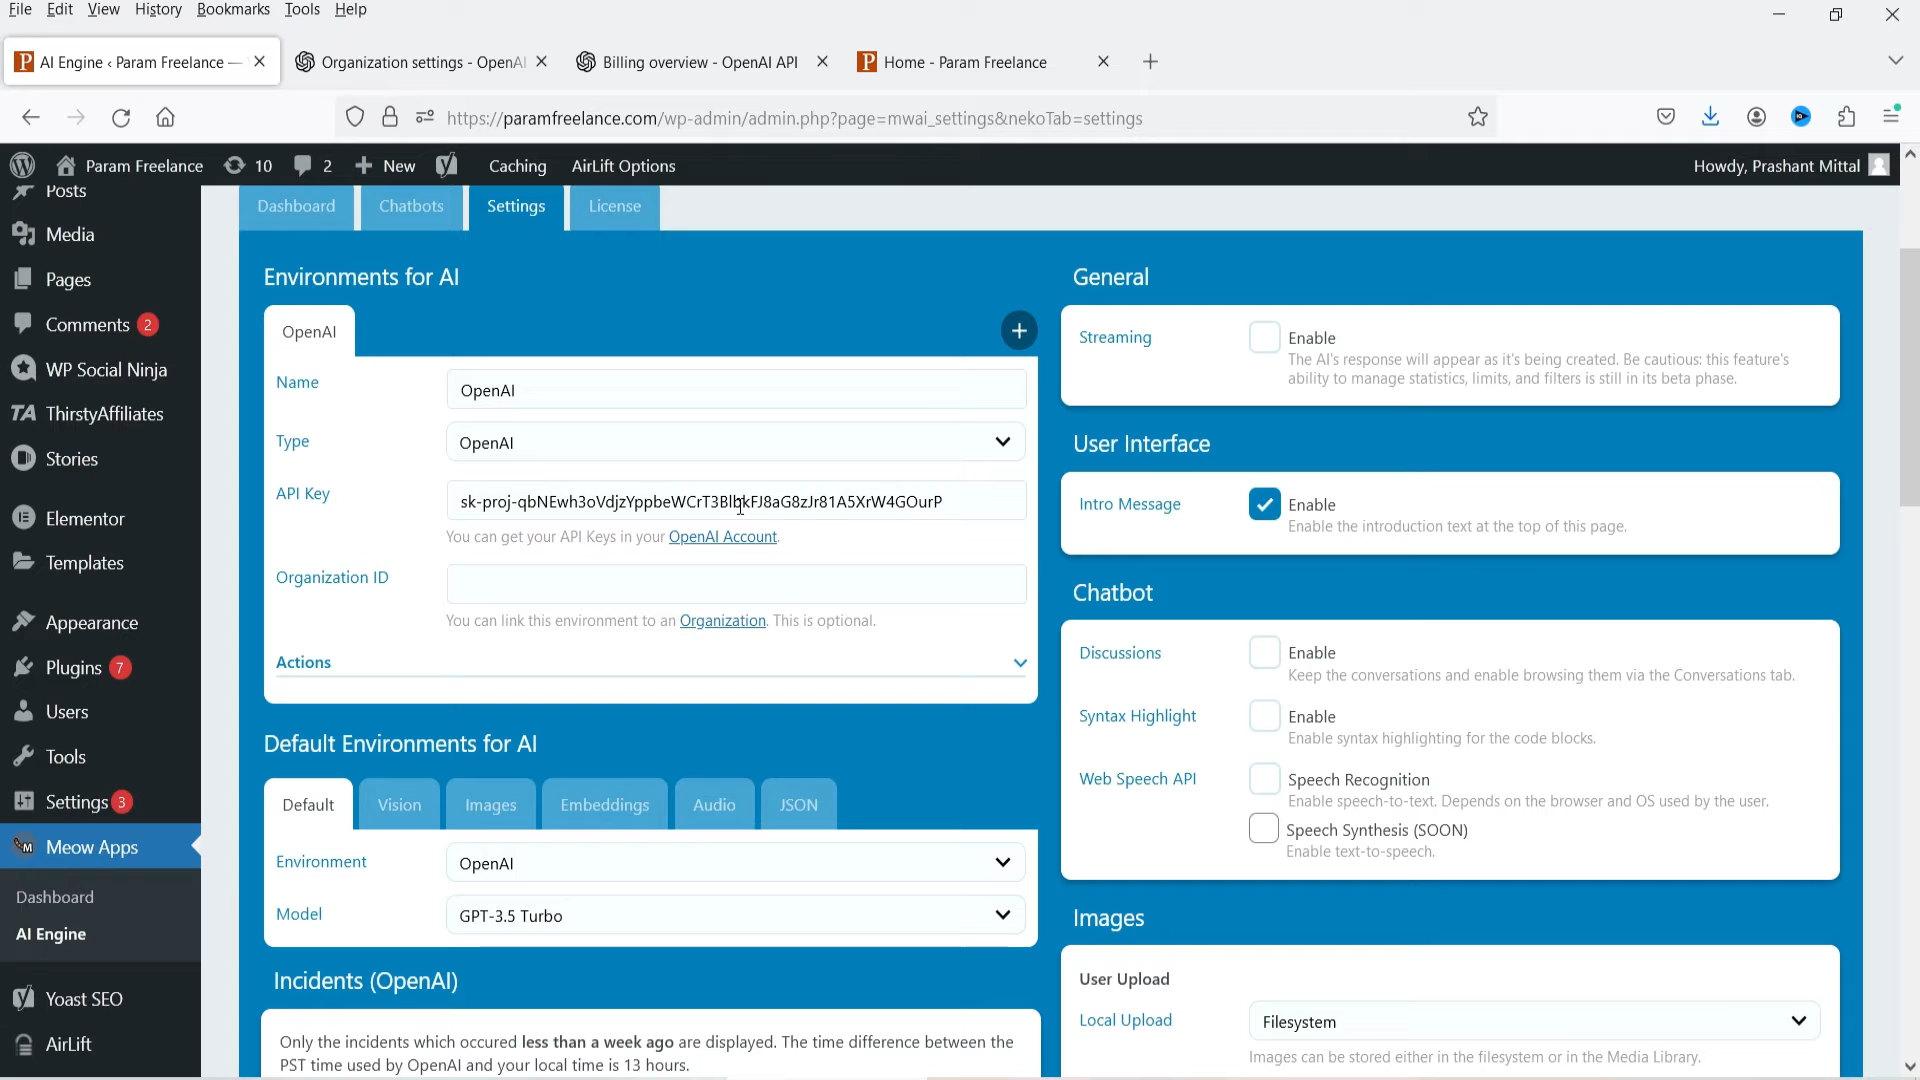 File Edit View History Bookmarks Tools Help
AI Engine ‹ Param Freelance —
Organization settings - OpenAI
Billing overview - OpenAI API
Home - Param Freelance
https://paramfreelance.com/wp-admin/admin.php?page=mwai_settings&nekoTab=settings
Param Freelance 10 2 New Caching AirLift Options Howdy, Prashant Mittal
Posts
Media
Pages
Comments 2
WP Social Ninja
TA ThirstyAffiliates
Stories
Elementor
Templates
Appearance
Plugins 7
Users
Tools
Settings 3
Meow Apps
Dashboard
AI Engine
Yoast SEO
AirLift
Dashboard Chatbots Settings License
Environments for AI
OpenAI
Name OpenAI
Type OpenAI
API Key
You can get your API Keys in your OpenAI Account.
Organization ID
You can link this environment to an Organization. This is optional.
Actions
Default Environments for AI
Default Vision Images Embeddings Audio JSON
Environment OpenAI
Model GPT-3.5 Turbo
Incidents (OpenAI)
Only the incidents which occured less than a week ago are displayed. The time difference between the
PST time used by OpenAI and your local time is 13 hours.
General
Streaming Enable
The AI's response will appear as it's being created. Be cautious: this feature's
ability to manage statistics, limits, and filters is still in its beta phase.
User Interface
Intro Message Enable
Enable the introduction text at the top of this page.
Chatbot
Discussions Enable
Keep the conversations and enable browsing them via the Conversations tab.
Syntax Highlight Enable
Enable syntax highlighting for the code blocks.
Web Speech API Speech Recognition
Enable speech-to-text. Depends on the browser and OS used by the user.
Speech Synthesis (SOON)
Enable text-to-speech.
Images
User Upload
Local Upload Filesystem
Images can be stored either in the filesystem or in the Media Library.